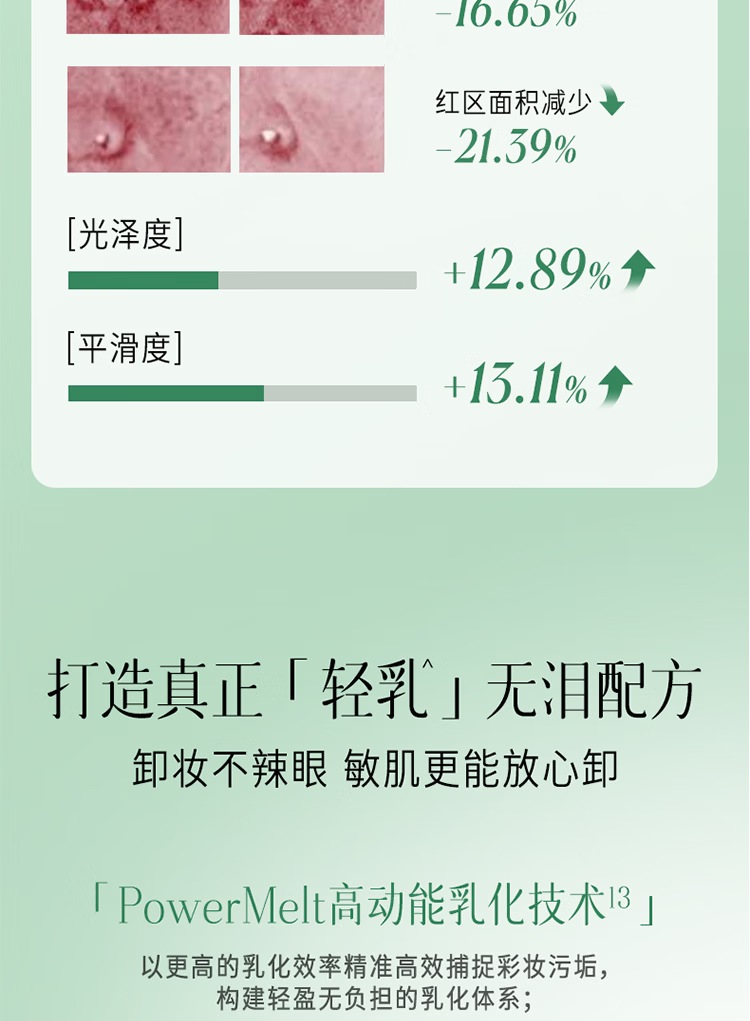 -16.65%
红区面积减少
-21.39%
[光泽度]
+12.89%
[平滑度]
+13.11%
打造真正「轻乳^」无泪配方
卸妆不辣眼 敏肌更能放心卸
「PowerMelt高动能乳化技术13」
以更高的乳化效率精准高效捕捉彩妆污垢，
构建轻盈无负担的乳化体系；